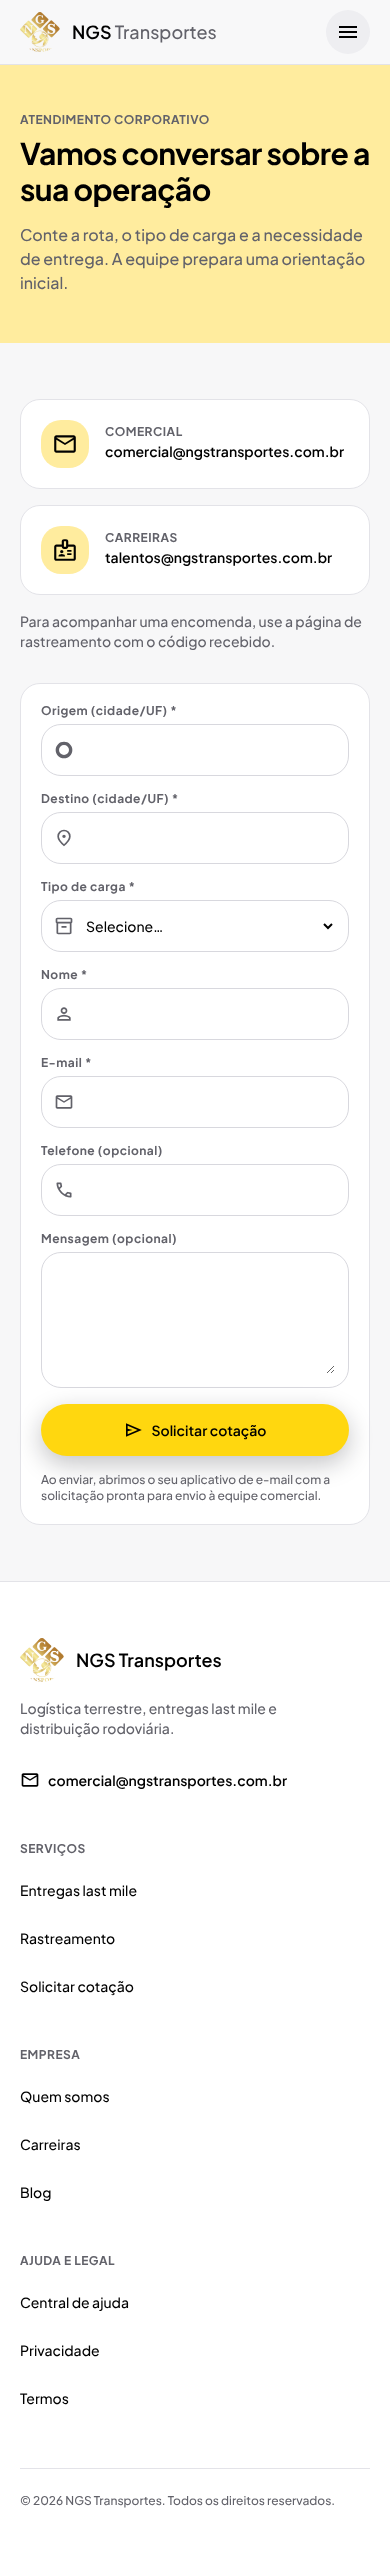 NGS Transportes
ATENDIMENTO CORPORATIVO
Vamos conversar sobre a
sua operação
Conte a rota, o tipo de carga e a necessidade
de entrega. A equipe prepara uma orientação
inicial.
COMERCIAL
comercial@ngstransportes.com.br
CARREIRAS
talentos@ngstransportes.com.br
Para acompanhar uma encomenda, use a página de
rastreamento com o código recebido.
Origem (cidade/UF) *
Destino (cidade/UF) *
Tipo de carga *
Selecione...
Nome *
E-mail *
Telefone (opcional)
Mensagem (opcional)
Solicitar cotação
Ao enviar, abrimos o seu aplicativo de e-mail com a
solicitação pronta para envio à equipe comercial.
NGS Transportes
Logística terrestre, entregas last mile e
distribuição rodoviária.
comercial@ngstransportes.com.br
SERVIÇOS
Entregas last mile
Rastreamento
Solicitar cotação
EMPRESA
Quem somos
Carreiras
Blog
AJUDA E LEGAL
Central de ajuda
Privacidade
Termos
© 2026 NGS Transportes. Todos os direitos reservados.